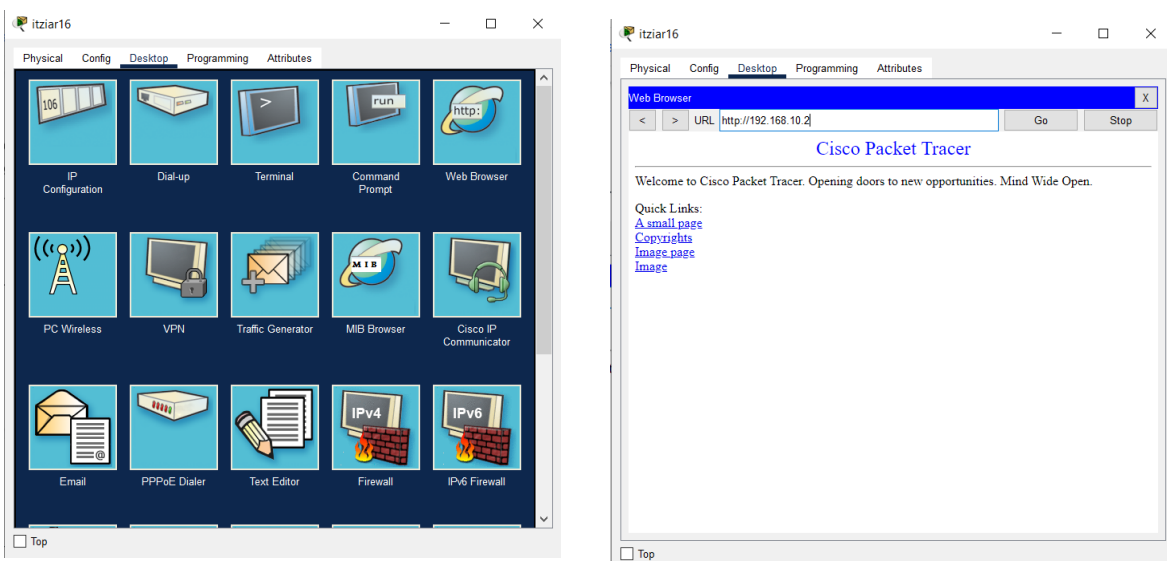 itziar16
Physical Config Desktop Programming Attributes
106
>
run
http:
IP
Configuration
Dial-up
Terminal
Command
Prompt
Web Browser
MIB
PC Wireless
VPN
Traffic Generator
MIB Browser
Cisco IP
Communicator
@
IPv4
IPv6
Email
PPPoE Dialer
Text Editor
Firewall
IPv6 Firewall
Top
itziar16
Physical Config Desktop Programming Attributes
Web Browser X
< > URL http://192.168.10.2 Go Stop
Cisco Packet Tracer
Welcome to Cisco Packet Tracer. Opening doors to new opportunities. Mind Wide Open.
Quick Links:
A small page
Copyrights
Image page
Image
Top